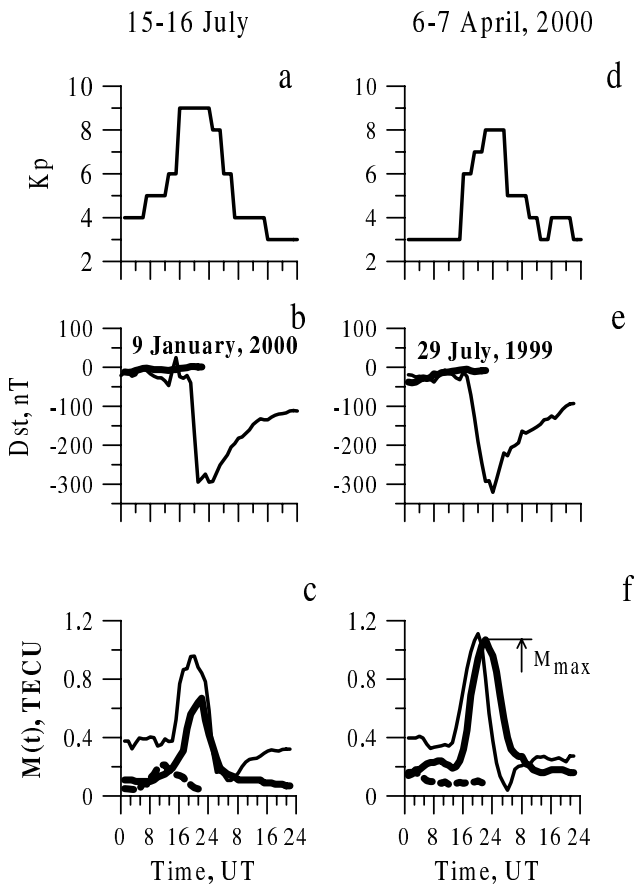 15-16 July
6-7 April, 2000
a
d
10
8
6
4
2
Kp
10
8
6
4
2
b
e
100
0
-100
-200
-300
Dst, nT
9 January, 2000
100
0
-100
-200
-300
29 July, 1999
c
f
1.2
0.8
0.4
0
M(t), TECU
1.2
0.8
0.4
0
Mmax
0 8 16 24 8 16 24
0 8 16 24 8 16 24
Time, UT
Time, UT